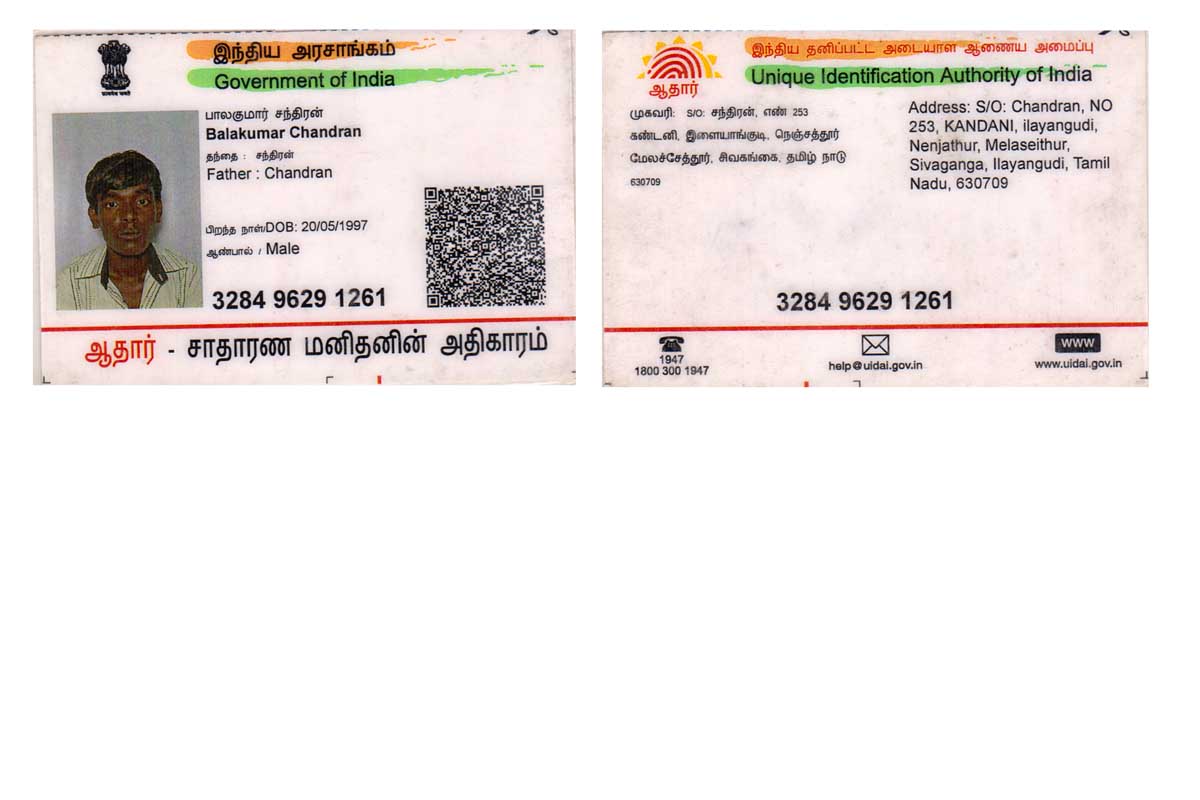 இந்திய அரசாங்கம்
Government of India
பாலகுமார் சந்திரன்
Balakumar Chandran
தந்தை : சந்திரன்
Father : Chandran
பிறந்த நாள்/DOB: 20/05/1997
ஆண்பால் / Male
3284 9629 1261
ஆதார் - சாதாரண மனிதனின் அதிகாரம்
இந்திய தனிப்பட்ட அடையாள ஆணைய அமைப்பு
Unique Identification Authority of India
ஆதார்
முகவரி: S/O: சந்திரன், எண் 253
கண்டனி, இளையாங்குடி, நெஞ்சத்தூர்
மேலச்சேத்தூர், சிவகங்கை, தமிழ் நாடு
630709
Address: S/O: Chandran, NO
253, KANDANI, ilayangudi,
Nenjathur, Melaseithur,
Sivaganga, Ilayangudi, Tamil
Nadu, 630709
3284 9629 1261
1947
1800 300 1947
help@uidai.gov.in
www
www.uidai.gov.in